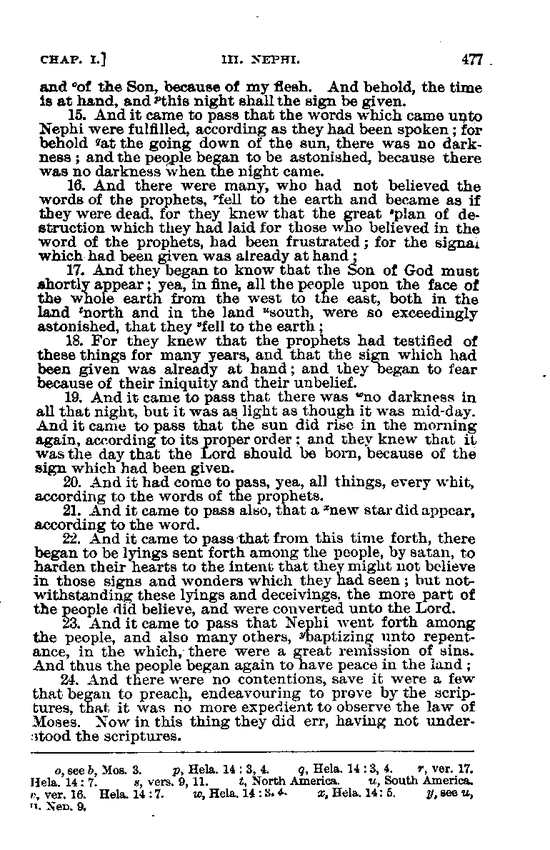 CHAP. I.] III. NEPHI. 477
and ᵒof the Son, because of my flesh. And behold, the time
is at hand, and ᵖthis night shall the sign be given.
15. And it came to pass that the words which came unto
Nephi were fulfilled, according as they had been spoken; for
behold ᑫat the going down of the sun, there was no dark-
ness; and the people began to be astonished, because there
was no darkness when the night came.
16. And there were many, who had not believed the
words of the prophets, ʳfell to the earth and became as if
they were dead, for they knew that the great ˢplan of de-
struction which they had laid for those who believed in the
word of the prophets, had been frustrated; for the signal
which had been given was already at hand;
17. And they began to know that the Son of God must
shortly appear; yea, in fine, all the people upon the face of
the whole earth from the west to the east, both in the
land ᵗnorth and in the land ᵘsouth, were so exceedingly
astonished, that they ᵛfell to the earth;
18. For they knew that the prophets had testified of
these things for many years, and that the sign which had
been given was already at hand; and they began to fear
because of their iniquity and their unbelief.
19. And it came to pass that there was ʷno darkness in
all that night, but it was as light as though it was mid-day.
And it came to pass that the sun did rise in the morning
again, according to its proper order; and they knew that it
was the day that the Lord should be born, because of the
sign which had been given.
20. And it had come to pass, yea, all things, every whit,
according to the words of the prophets.
21. And it came to pass also, that a ˣnew star did appear,
according to the word.
22. And it came to pass that from this time forth, there
began to be lyings sent forth among the people, by satan, to
harden their hearts to the intent that they might not believe
in those signs and wonders which they had seen; but not-
withstanding these lyings and deceivings, the more part of
the people did believe, and were converted unto the Lord.
23. And it came to pass that Nephi went forth among
the people, and also many others, ʸbaptizing unto repent-
ance, in the which, there were a great remission of sins.
And thus the people began again to have peace in the land;
24. And there were no contentions, save it were a few
that began to preach, endeavouring to prove by the scrip-
tures, that it was no more expedient to observe the law of
Moses. Now in this thing they did err, having not under-
stood the scriptures.
o, see b, Mos. 3. p, Hela. 14: 3, 4. q, Hela. 14: 3, 4. r, ver. 17.
Hela. 14: 7. s, vers. 9, 11. t, North America. u, South America.
v, ver. 16. Hela. 14: 7. w, Hela. 14: 3, 4. x, Hela. 14: 5. y, see u,
II. Nep. 9.